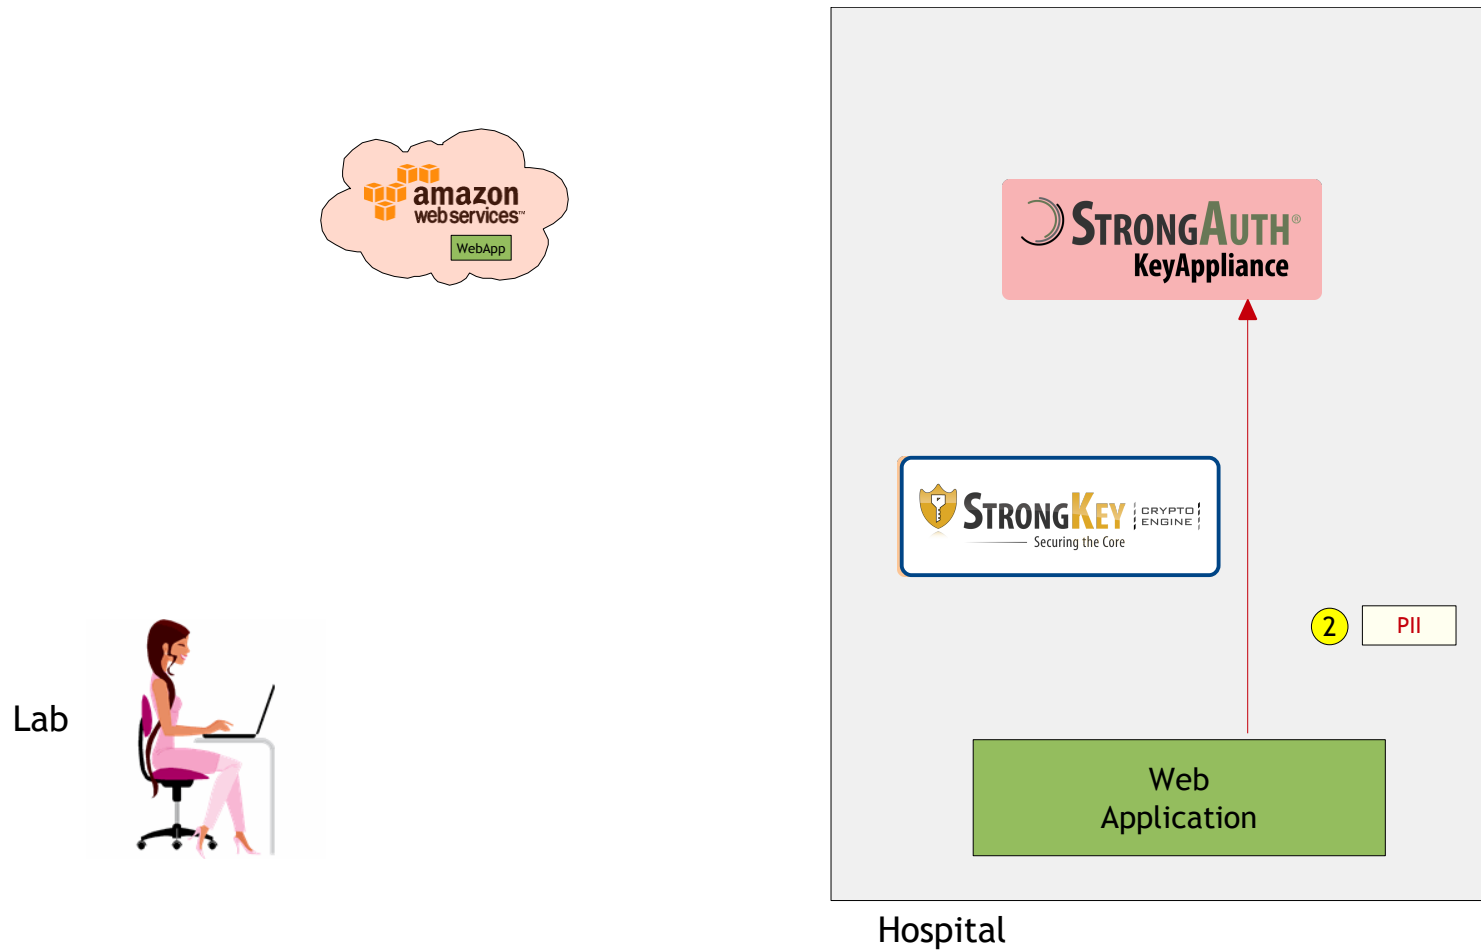 amazon
webservices™
WebApp
STRONGAUTH®
KeyAppliance
STRONGKEY CRYPTO
ENGINE
Securing the Core
2 PII
Lab
Web
Application
Hospital